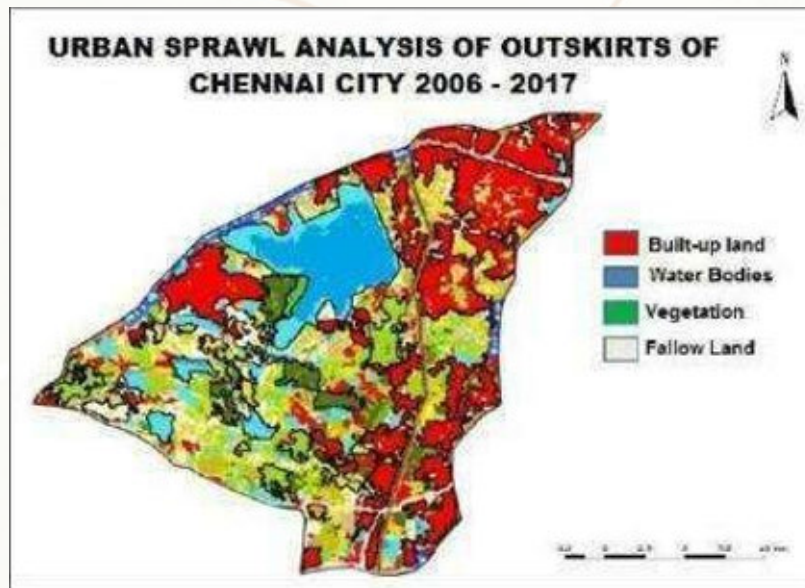 URBAN SPRAWL ANALYSIS OF OUTSKIRTS OF
CHENNAI CITY 2006 - 2017
N
Built-up land
Water Bodies
Vegetation
Fallow Land